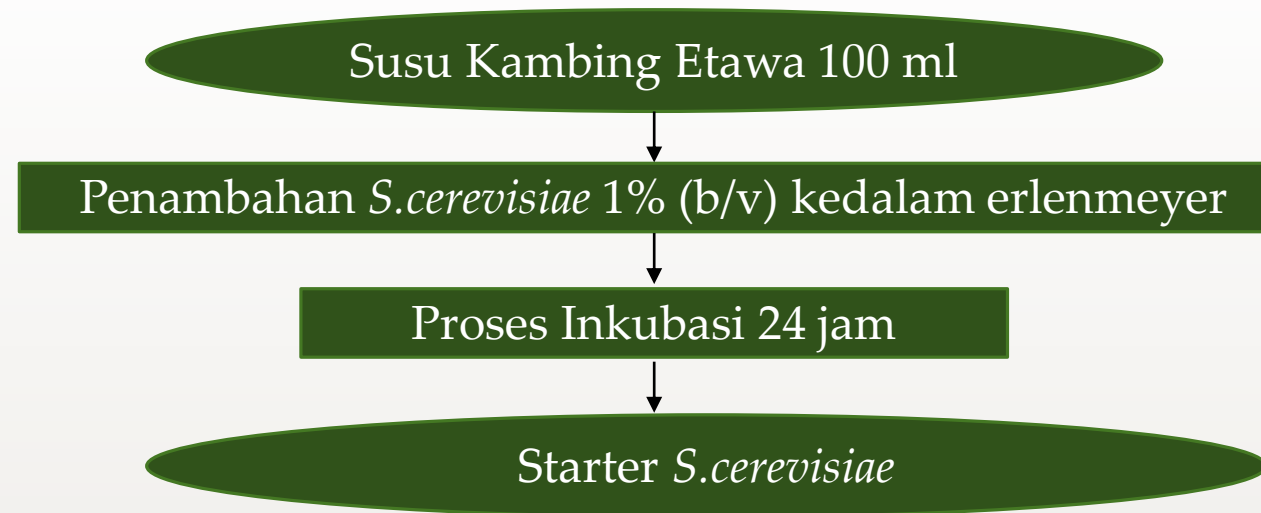 Susu Kambing Etawa 100 ml
Penambahan S.cerevisiae 1% (b/v) kedalam erlenmeyer
Proses Inkubasi 24 jam
Starter S.cerevisiae